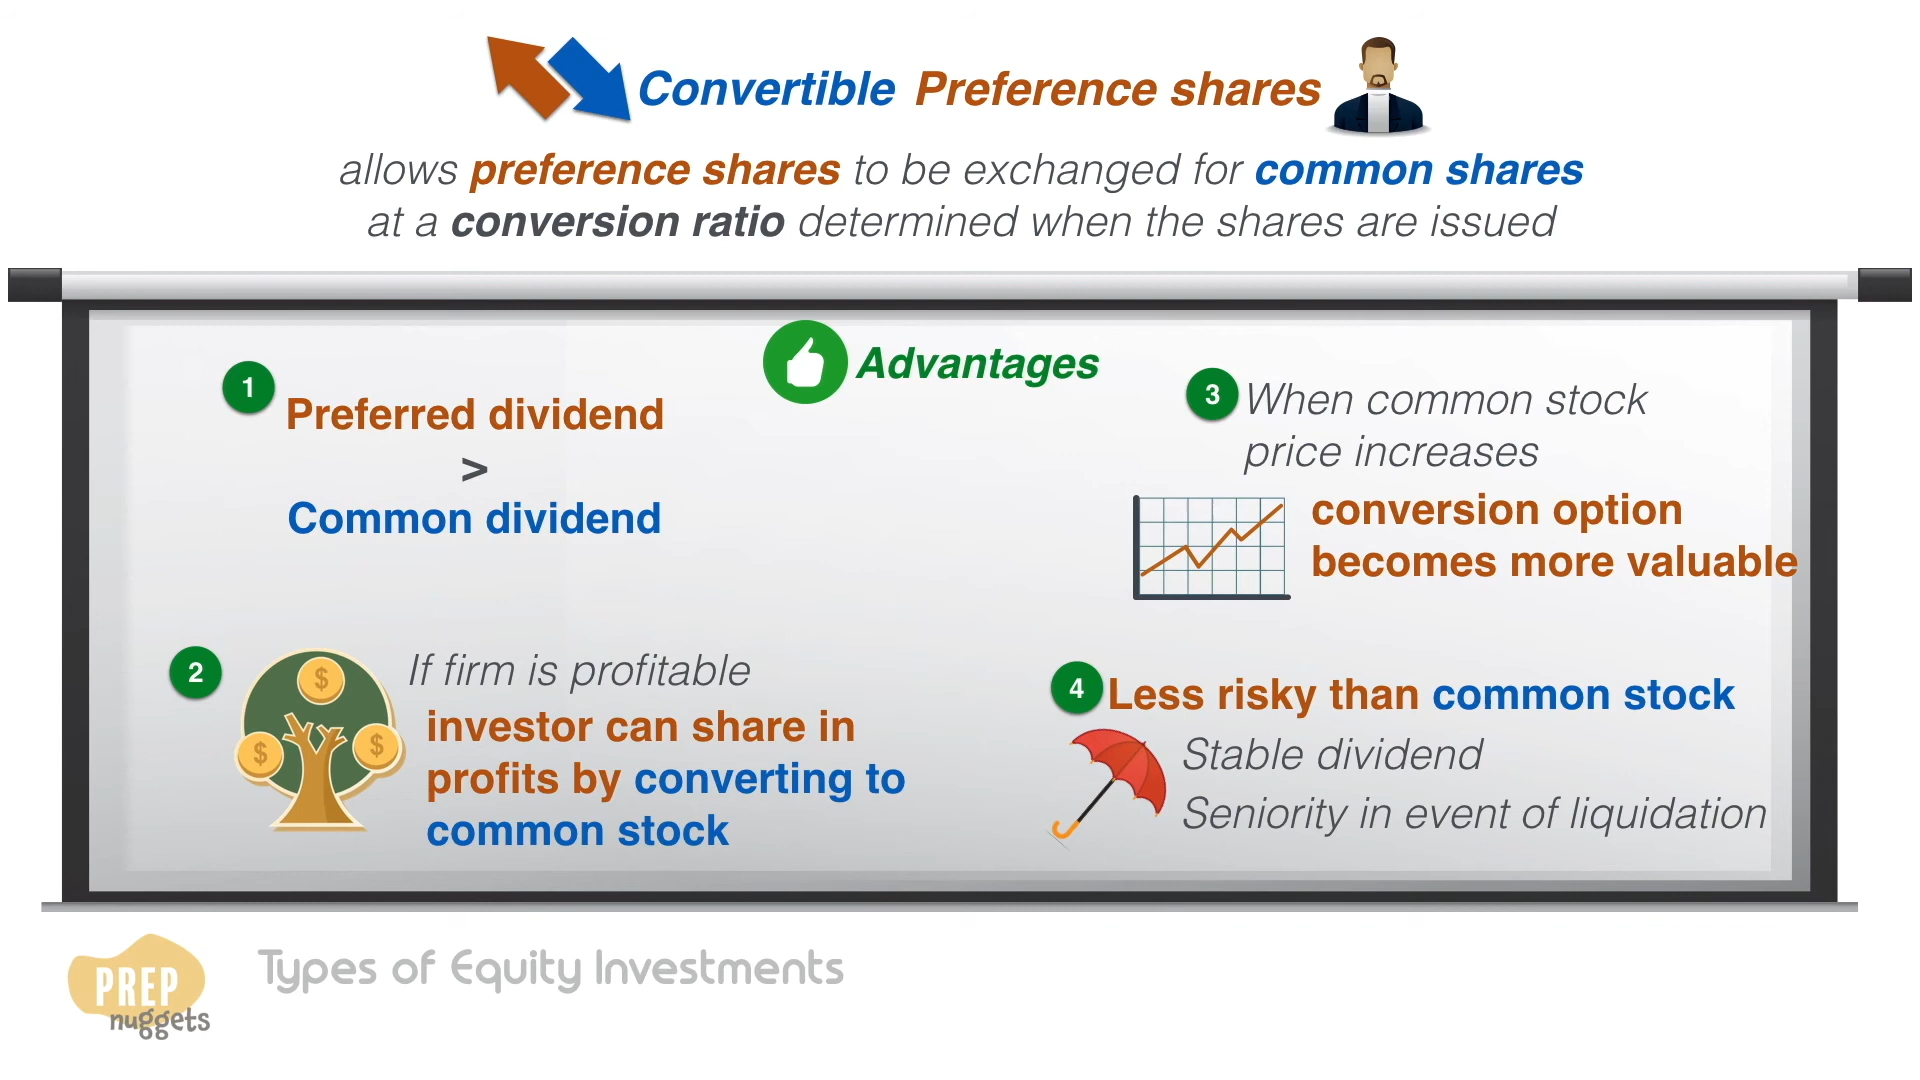 Convertible Preference shares
allows preference shares to be exchanged for common shares
at a conversion ratio determined when the shares are issued
Advantages
1
Preferred dividend
>
Common dividend
2
$
$
$
If firm is profitable
investor can share in
profits by converting to
common stock
3
When common stock
price increases
conversion option
becomes more valuable
4
Less risky than common stock
Stable dividend
Seniority in event of liquidation
PREP
nuggets
Types of Equity Investments